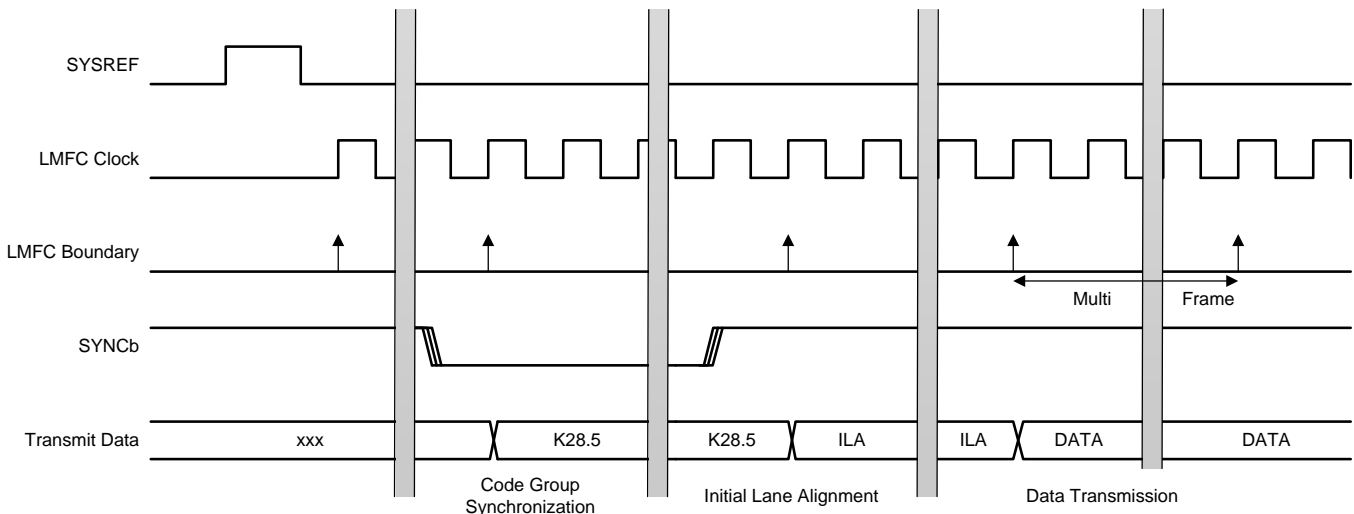 SYSREF
LMFC Clock
LMFC Boundary
Multi Frame
SYNCb
Transmit Data
xxx
K28.5
K28.5
ILA
ILA
DATA
DATA
Code Group
Synchronization
Initial Lane Alignment
Data Transmission